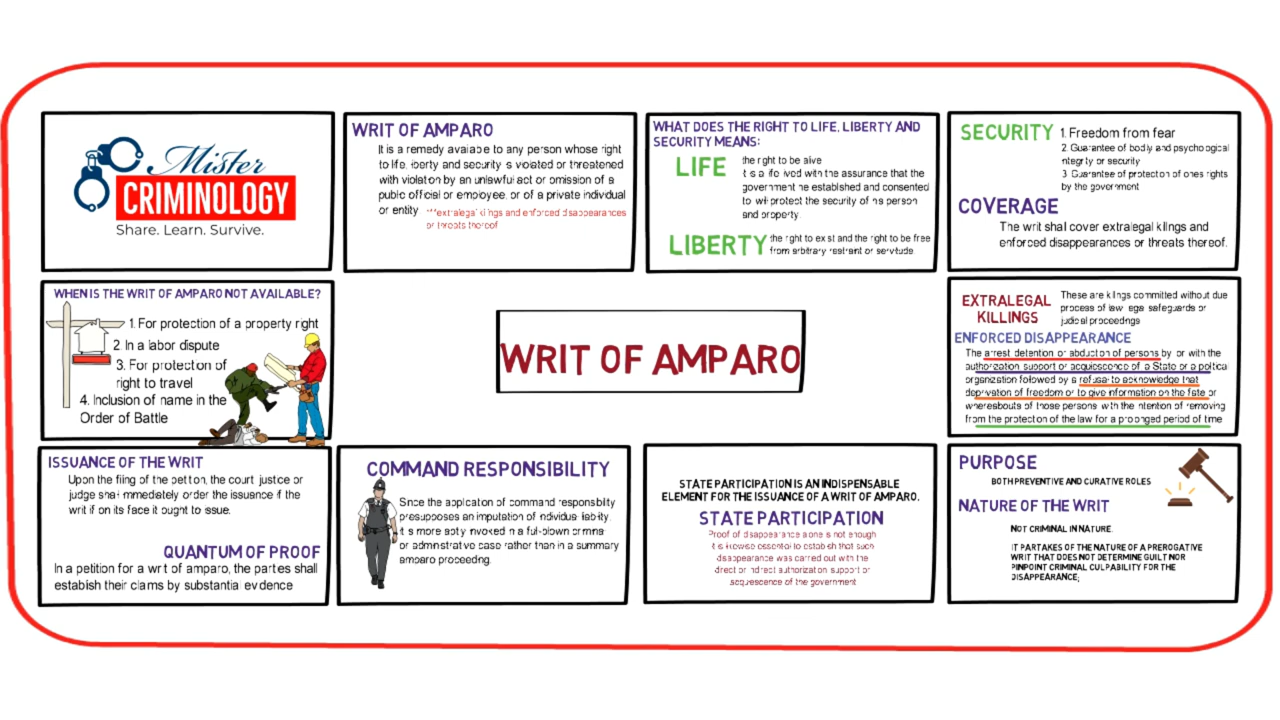 Mister
CRIMINOLOGY
Share. Learn. Survive.
WRIT OF AMPARO
It is a remedy available to any person whose right
to life, liberty and security is violated or threatened
with violation by an unlawful act or omission of a
public official or employee, or of a private individual
or entity
***extralegal killings and enforced disappearances
or threats thereof
WHAT DOES THE RIGHT TO LIFE, LIBERTY AND
SECURITY MEANS:
LIFE
the right to be alive
it is a life lived with the assurance that the
government he established and consented
to will protect the security of his person
and property.
LIBERTY
the right to exist and the right to be free
from arbitrary restraint or servitude.
SECURITY
1. Freedom from fear
2. Guarantee of bodily and psychological
integrity or security
3. Guarantee of protection of ones rights
by the government
COVERAGE
The writ shall cover extralegal killings and
enforced disappearances or threats thereof.
WHEN IS THE WRIT OF AMPARO NOT AVAILABLE?
1. For protection of a property right
2. In a labor dispute
3. For protection of
right to travel
4. Inclusion of name in the
Order of Battle
WRIT OF AMPARO
EXTRALEGAL
KILLINGS
These are killings committed without due
process of law legal safeguards or
judicial proceedings
ENFORCED DISAPPEARANCE
The arrest detention or abduction of persons by or with the
authorization support or acquiescence of a State or a political
organization followed by a refusal to acknowledge that
deprivation of freedom or to give information on the fate or
whereabouts of those persons with the intention of removing
from the protection of the law for a prolonged period of time
ISSUANCE OF THE WRIT
Upon the filing of the petition, the court justice or
judge shall immediately order the issuance if the
writ if on its face it ought to issue.
QUANTUM OF PROOF
In a petition for a writ of amparo, the parties shall
establish their claims by substantial evidence
COMMAND RESPONSIBILITY
Since the application of command responsibility
presupposes an imputation of individual liability,
it is more aptly invoked in a full-blown criminal
or administrative case rather than in a summary
amparo proceeding.
STATE PARTICIPATION IS AN INDISPENSABLE
ELEMENT FOR THE ISSUANCE OF A WRIT OF AMPARO.
STATE PARTICIPATION
Proof of disappearance alone is not enough
it is likewise essential to establish that such
disappearance was carried out with the
direct or indirect authorization support or
acquiescence of the government
PURPOSE
BOTH PREVENTIVE AND CURATIVE ROLES
NATURE OF THE WRIT
NOT CRIMINAL IN NATURE.
IT PARTAKES OF THE NATURE OF A PREROGATIVE
WRIT THAT DOES NOT DETERMINE GUILT NOR
PINPOINT CRIMINAL CULPABILITY FOR THE
DISAPPEARANCE;